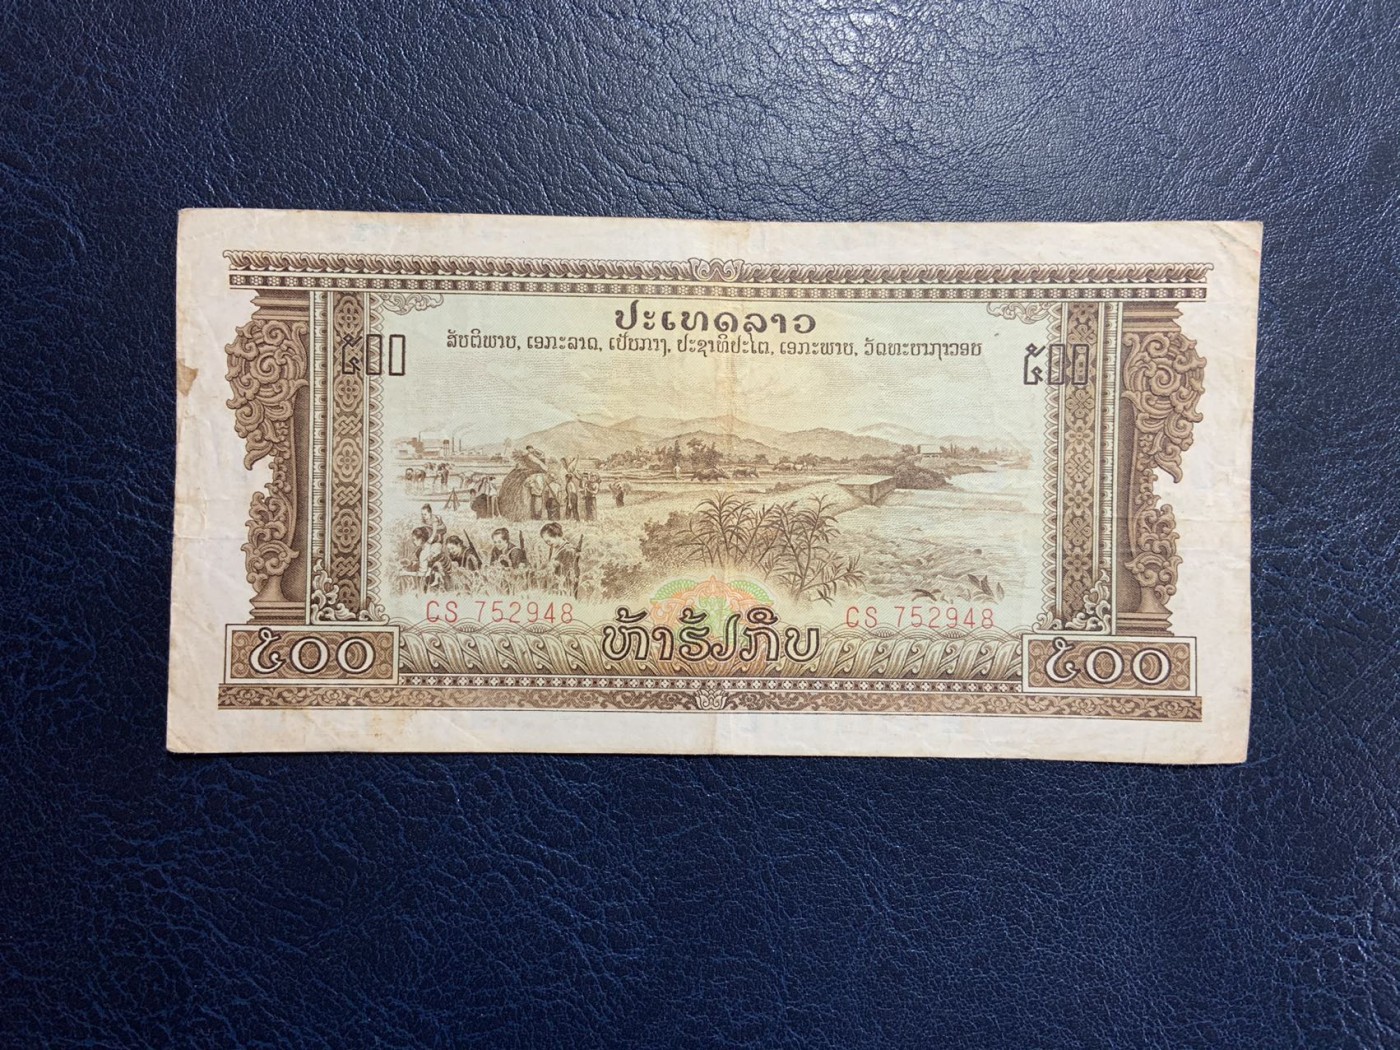 ປະເທດລາວ
ສັນຕິພາບ, ເອກະລາດ, ເປັນກາງ, ປະຊາທິປະໄຕ, ເອກະພາບ, ວັດທະນາຖາວອນ
໕໐໐ ໕໐໐
CS 752948 CS 752948
໕໐໐ ຫ້າຮ້ອຍກີບ ໕໐໐